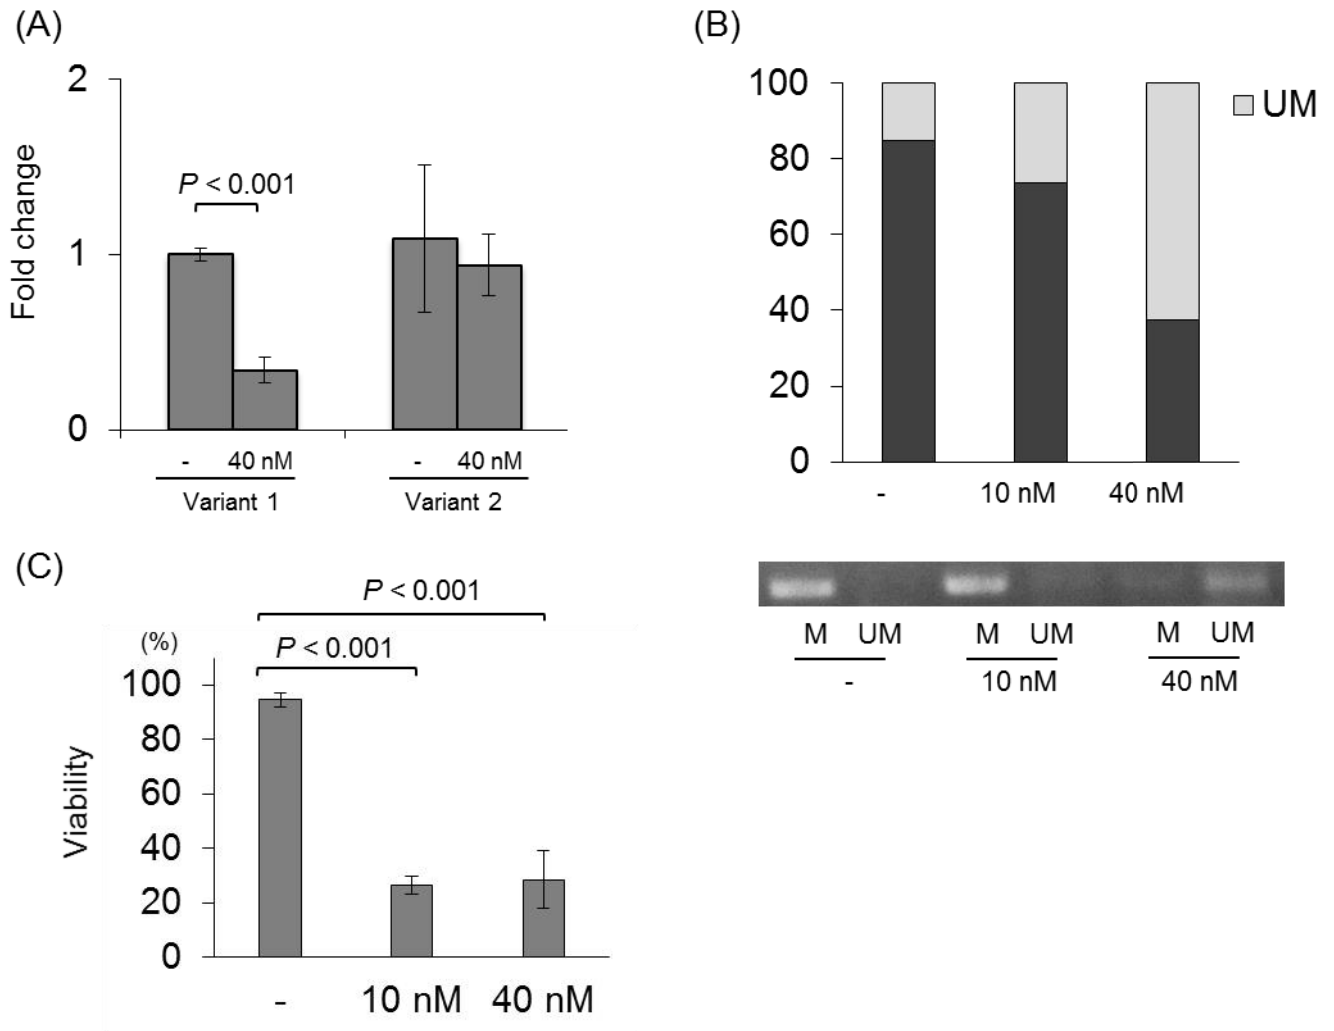 (A)
Fold change
2
1
0
P < 0.001
- 40 nM - 40 nM
Variant 1 Variant 2
(B)
100
80
60
40
20
0
UM
- 10 nM 40 nM
M UM M UM M UM
- 10 nM 40 nM
(C)
P < 0.001
P < 0.001
(%)
Viability
100
80
60
40
20
0
- 10 nM 40 nM